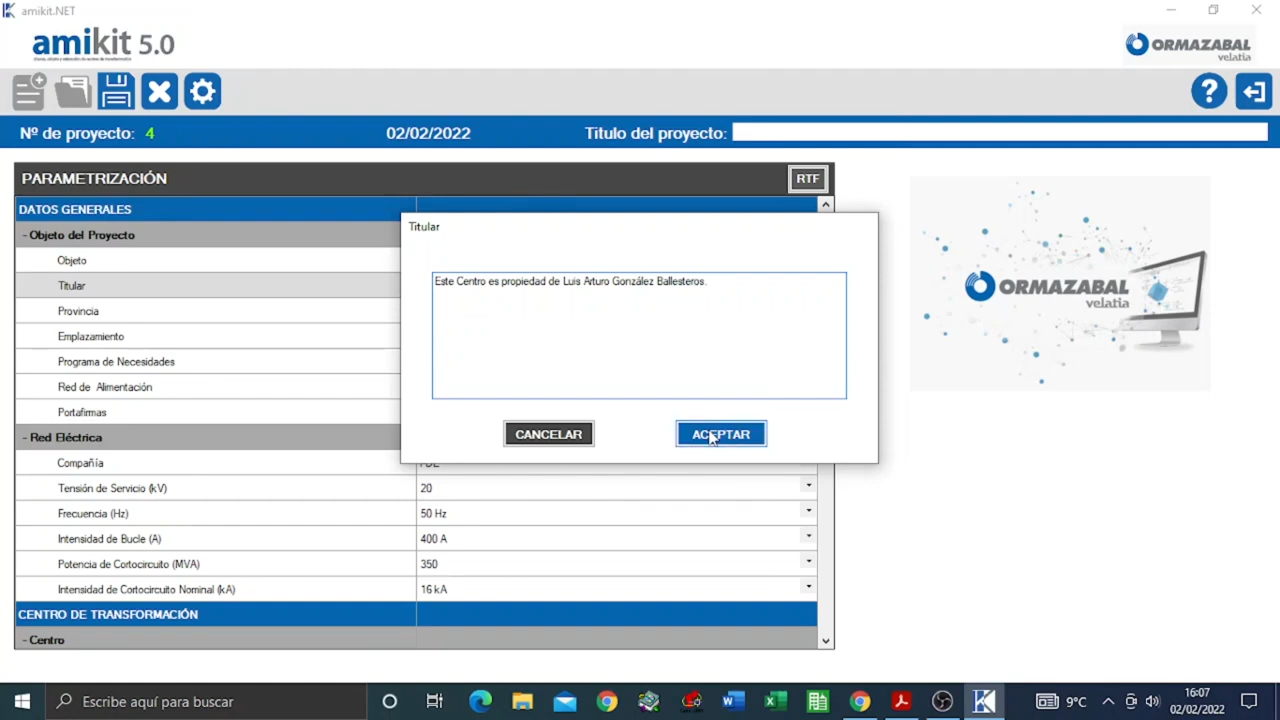 amikit.NET
amikit 5.0
ORMAZABAL
velatia
?
Nº de proyecto: 4
02/02/2022
Titulo del proyecto:
PARAMETRIZACIÓN
RTF
DATOS GENERALES
- Objeto del Proyecto
Objeto
Titular
Provincia
Emplazamiento
Programa de Necesidades
Red de Alimentación
Portafirmas
- Red Eléctrica
Compañía
Tensión de Servicio (kV)
20
Frecuencia (Hz)
50 Hz
Intensidad de Bucle (A)
400 A
Potencia de Cortocircuito (MVA)
350
Intensidad de Cortocircuito Nominal (kA)
16 kA
CENTRO DE TRANSFORMACIÓN
- Centro
Titular
Este Centro es propiedad de Luis Arturo González Ballesteros.
CANCELAR
ACEPTAR
ORMAZABAL
velatia
Escribe aquí para buscar
9°C
16:07
02/02/2022